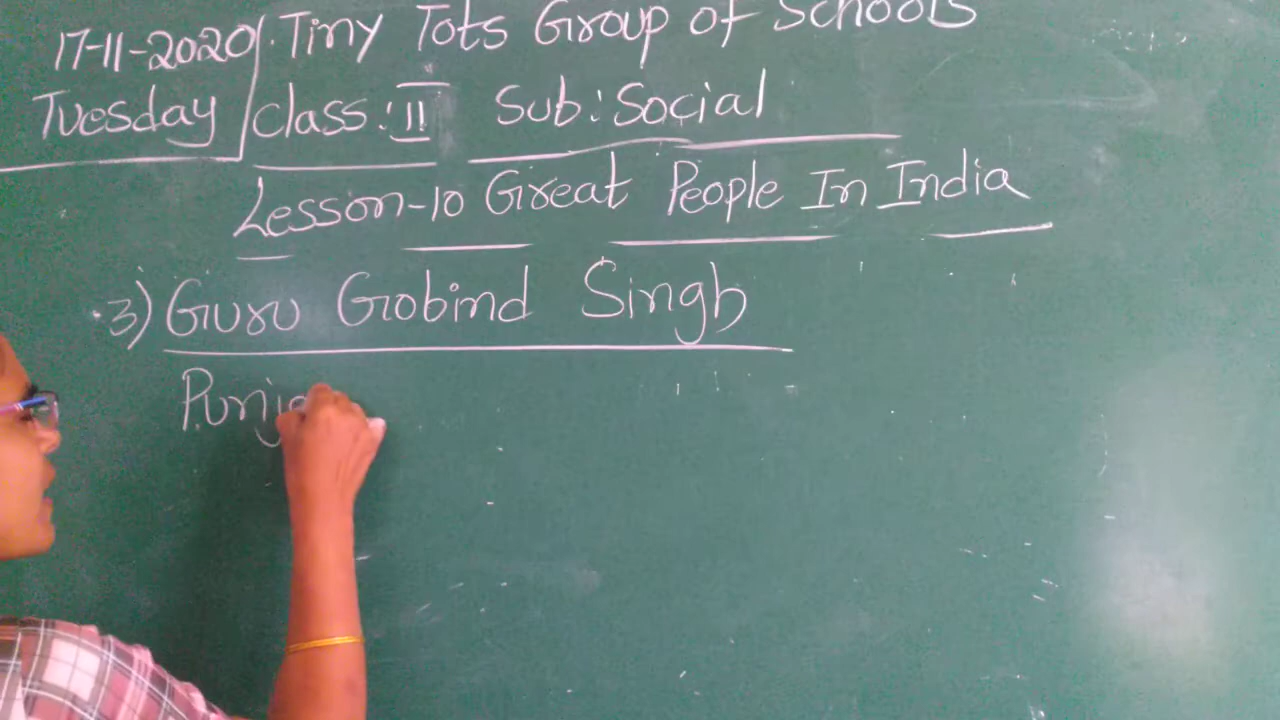 17-11-2020 Tiny Tots Group of Schools
Tuesday class: II Sub: Social
Lesson-10 Great People In India
3) Guru Gobind Singh
Punj